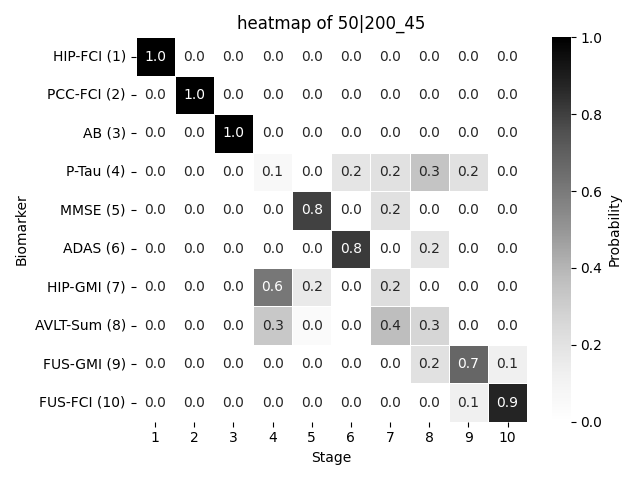 heatmap of 50|200_45
HIP-FCI (1) 1.0 0.0 0.0 0.0 0.0 0.0 0.0 0.0 0.0 0.0
PCC-FCI (2) 0.0 1.0 0.0 0.0 0.0 0.0 0.0 0.0 0.0 0.0
AB (3) 0.0 0.0 1.0 0.0 0.0 0.0 0.0 0.0 0.0 0.0
P-Tau (4) 0.0 0.0 0.0 0.1 0.0 0.2 0.2 0.3 0.2 0.0
MMSE (5) 0.0 0.0 0.0 0.0 0.8 0.0 0.2 0.0 0.0 0.0
ADAS (6) 0.0 0.0 0.0 0.0 0.0 0.8 0.0 0.2 0.0 0.0
HIP-GMI (7) 0.0 0.0 0.0 0.6 0.2 0.0 0.2 0.0 0.0 0.0
AVLT-Sum (8) 0.0 0.0 0.0 0.3 0.0 0.0 0.4 0.3 0.0 0.0
FUS-GMI (9) 0.0 0.0 0.0 0.0 0.0 0.0 0.0 0.2 0.7 0.1
FUS-FCI (10) 0.0 0.0 0.0 0.0 0.0 0.0 0.0 0.0 0.1 0.9
1 2 3 4 5 6 7 8 9 10
Stage
Biomarker
1.0
0.8
0.6
0.4
0.2
0.0
Probability